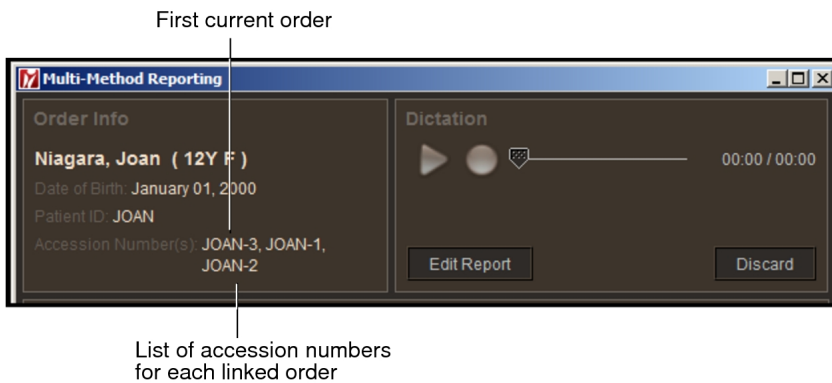 First current order
Multi-Method Reporting
Order Info
Niagara, Joan ( 12Y F )
Date of Birth: January 01, 2000
Patient ID: JOAN
Accession Number(s): JOAN-3, JOAN-1,
JOAN-2
Dictation
00:00 / 00:00
Edit Report
Discard
List of accession numbers
for each linked order